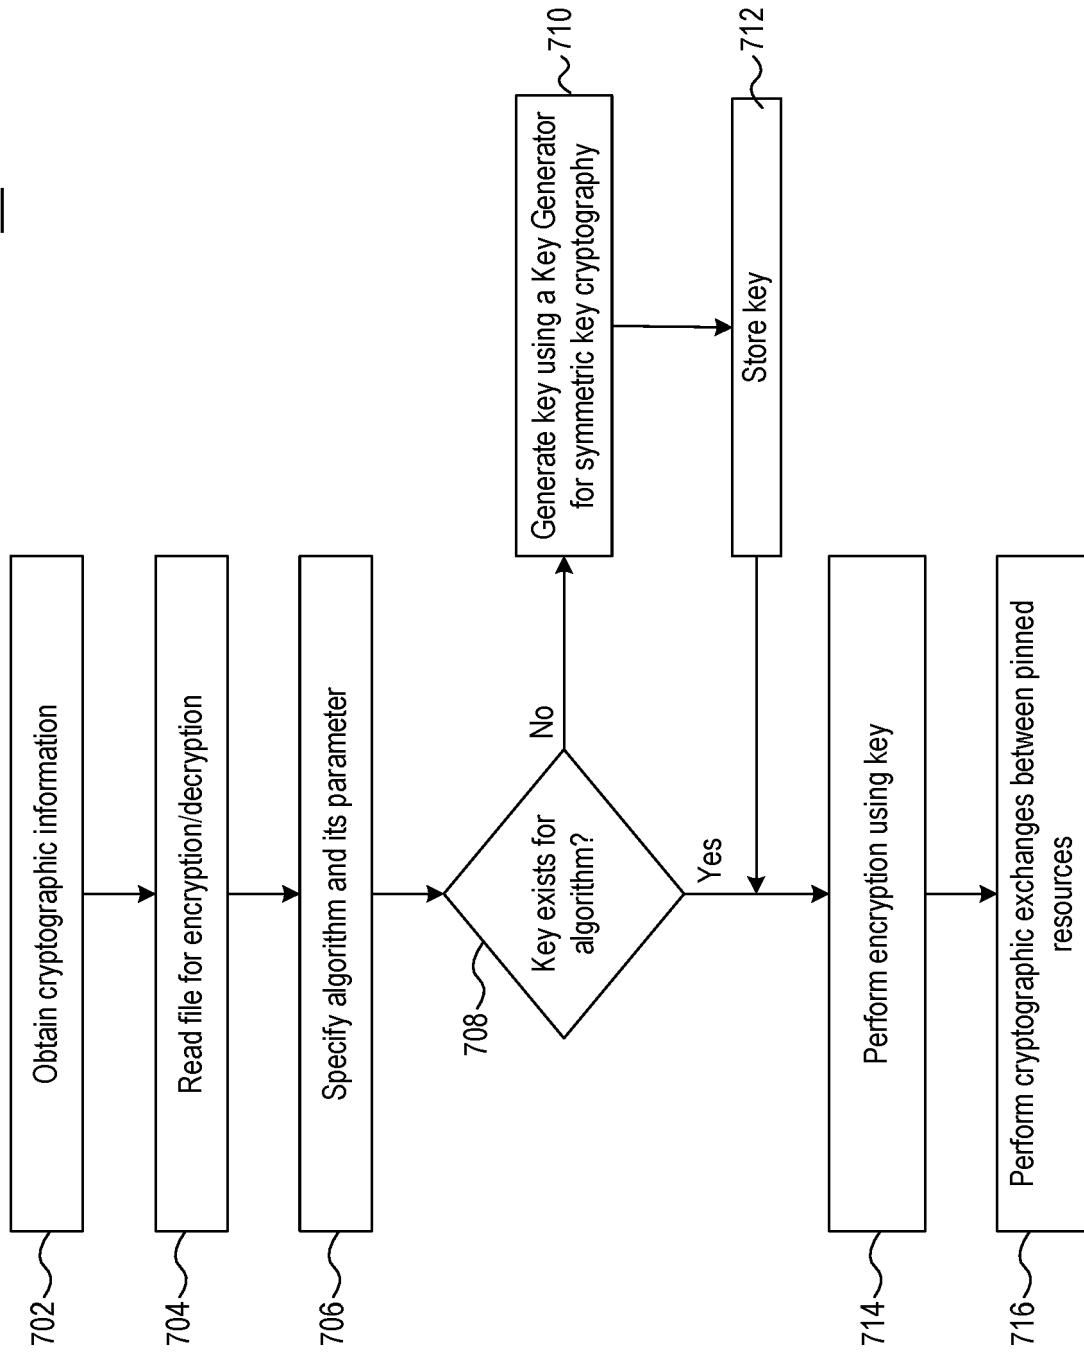 702
Obtain cryptographic information
704
Read file for encryption/decryption
706
Specify algorithm and its parameter
708
Key exists for
algorithm?
No
Yes
710
Generate key using a Key Generator
for symmetric key cryptography
712
Store key
714
Perform encryption using key
716
Perform cryptographic exchanges between pinned
resources